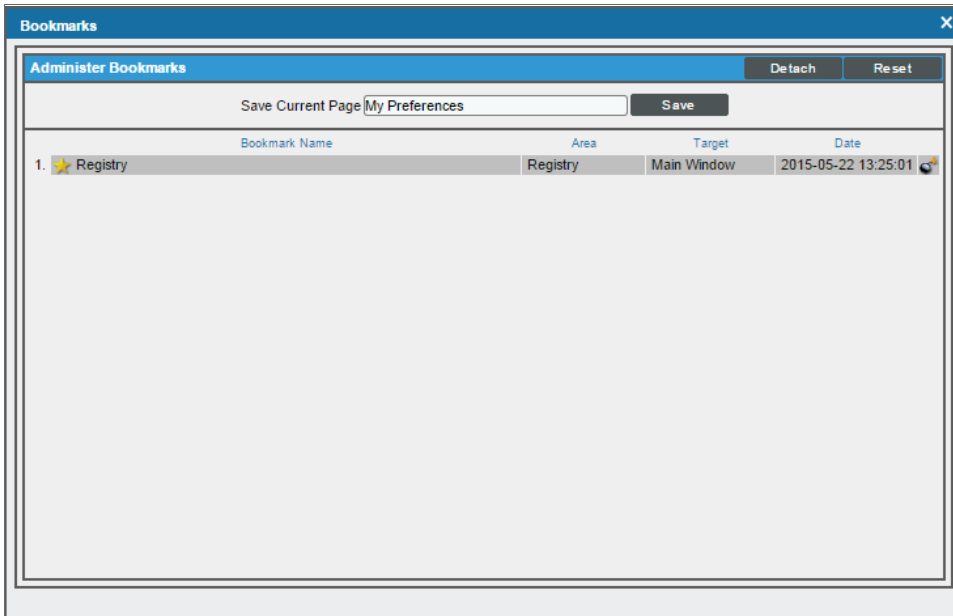 Bookmarks
Administer Bookmarks Detach Reset
Save Current Page My Preferences Save
Bookmark Name Area Target Date
1. Registry Registry Main Window 2015-05-22 13:25:01